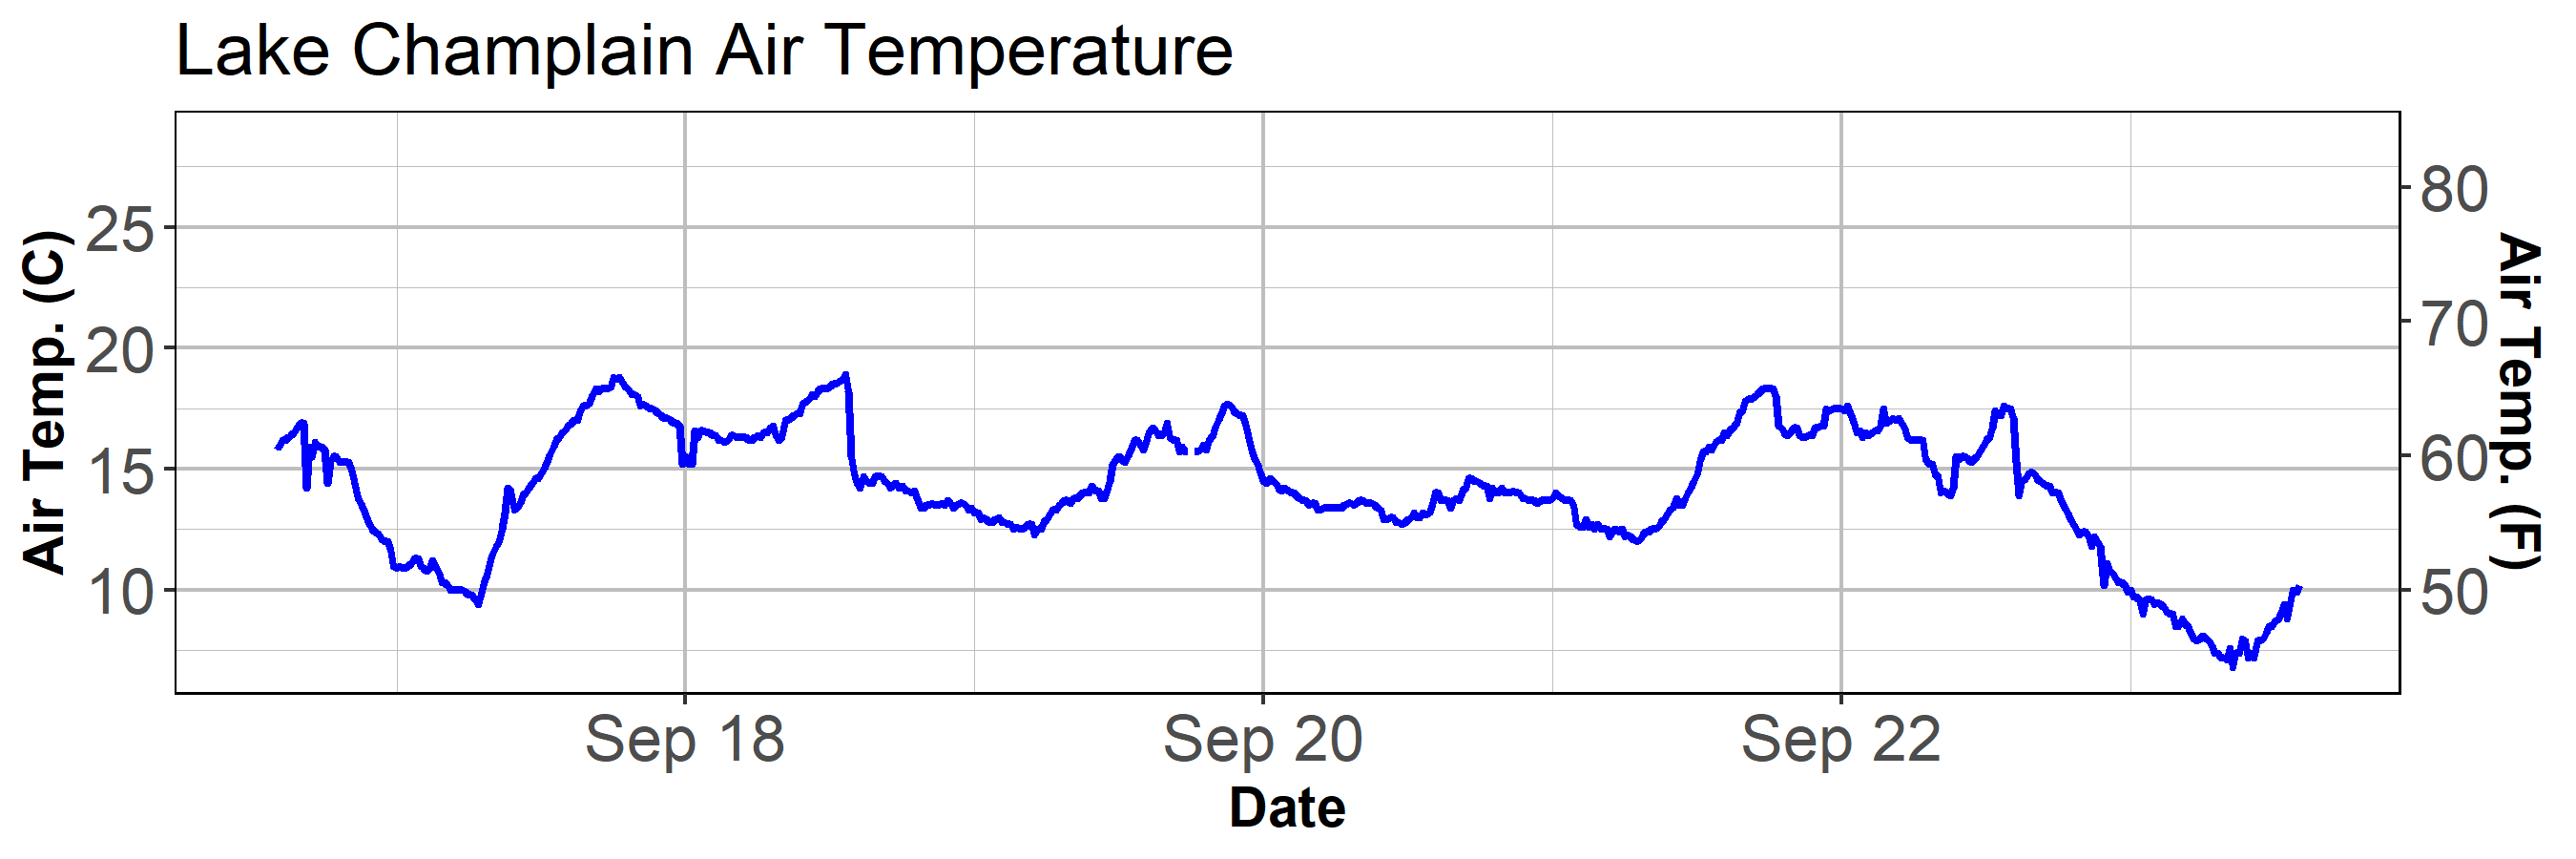 Lake Champlain Air Temperature
Air Temp. (C)
25
20
15
10
80
70
60
50
Air Temp. (F)
Sep 18
Sep 20
Sep 22
Date